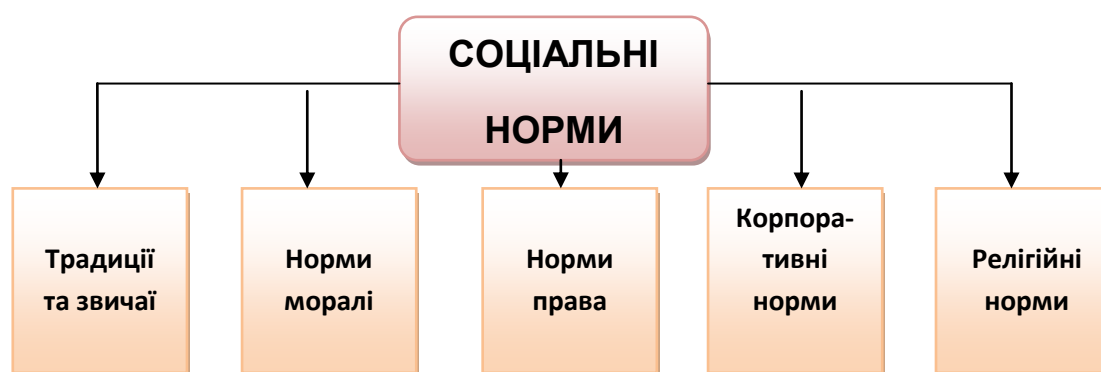 СОЦІАЛЬНІ
НОРМИ
Традиції
та звичаї
Норми
моралі
Норми
права
Корпора-
тивні
норми
Релігійні
норми